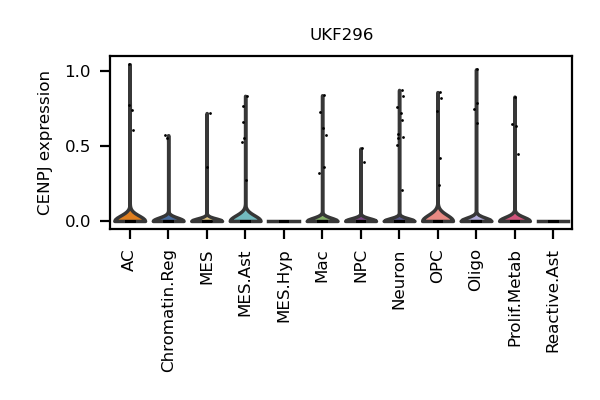 UKF296
CENPJ expression
1.0
0.5
0.0
AC
Chromatin.Reg
MES
MES.Ast
MES.Hyp
Mac
NPC
Neuron
OPC
Oligo
Prolif.Metab
Reactive.Ast